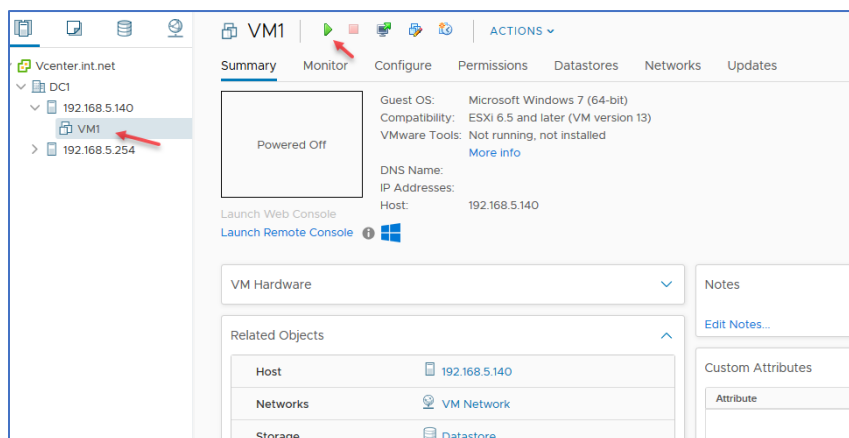 VM1
ACTIONS
Vcenter.int.net
DC1
192.168.5.140
VM1
192.168.5.254
Summary Monitor Configure Permissions Datastores Networks Updates
Powered Off
Guest OS: Microsoft Windows 7 (64-bit)
Compatibility: ESXi 6.5 and later (VM version 13)
VMware Tools: Not running, not installed
More info
DNS Name:
IP Addresses:
Host: 192.168.5.140
Launch Web Console
Launch Remote Console
VM Hardware
Notes
Edit Notes...
Related Objects
Host 192.168.5.140
Networks VM Network
Storage Datastore
Custom Attributes
Attribute